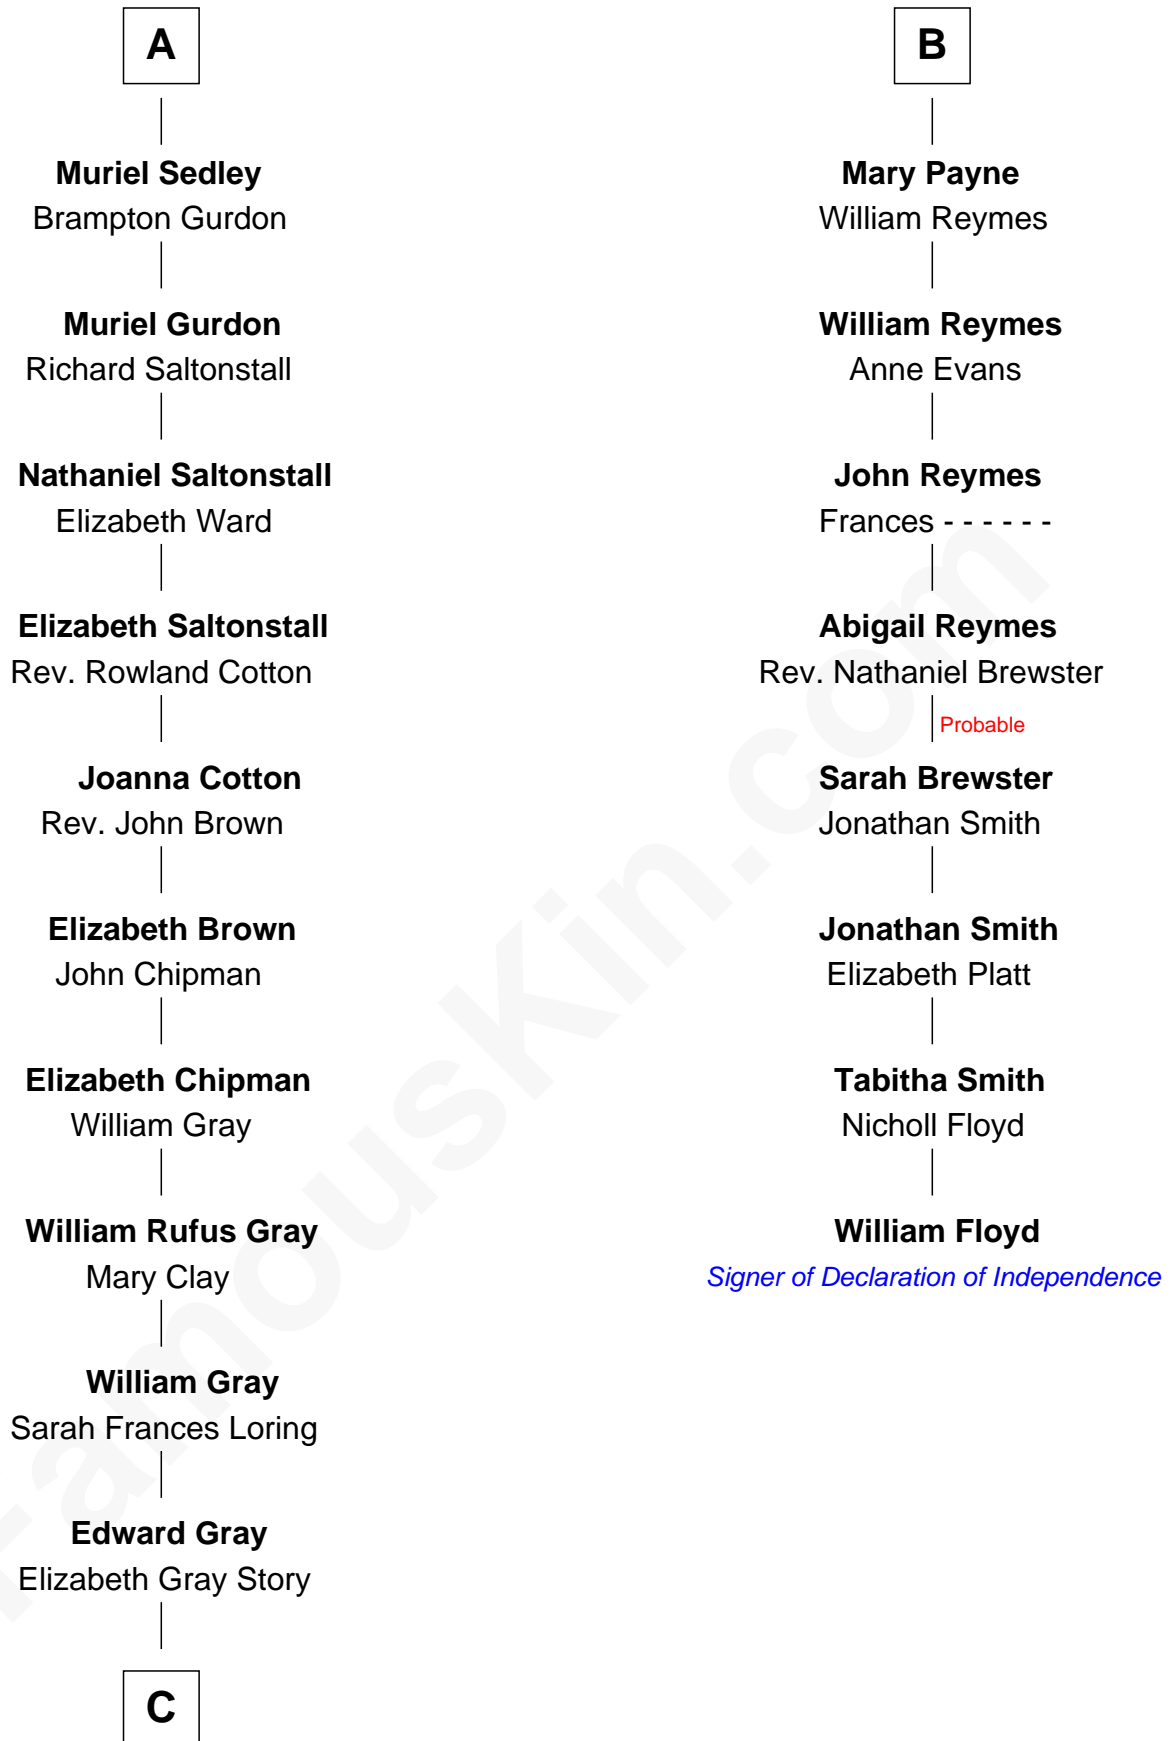 A
Muriel Sedley
Brampton Gurdon
Muriel Gurdon
Richard Saltonstall
Nathaniel Saltonstall
Elizabeth Ward
Elizabeth Saltonstall
Rev. Rowland Cotton
Joanna Cotton
Rev. John Brown
Elizabeth Brown
John Chipman
Elizabeth Chipman
William Gray
William Rufus Gray
Mary Clay
William Gray
Sarah Frances Loring
Edward Gray
Elizabeth Gray Story
C
B
Mary Payne
William Reymes
William Reymes
Anne Evans
John Reymes
Frances - - - - - -
Abigail Reymes
Rev. Nathaniel Brewster
Probable
Sarah Brewster
Jonathan Smith
Jonathan Smith
Elizabeth Platt
Tabitha Smith
Nicholl Floyd
William Floyd
Signer of Declaration of Independence
FamousKin.com